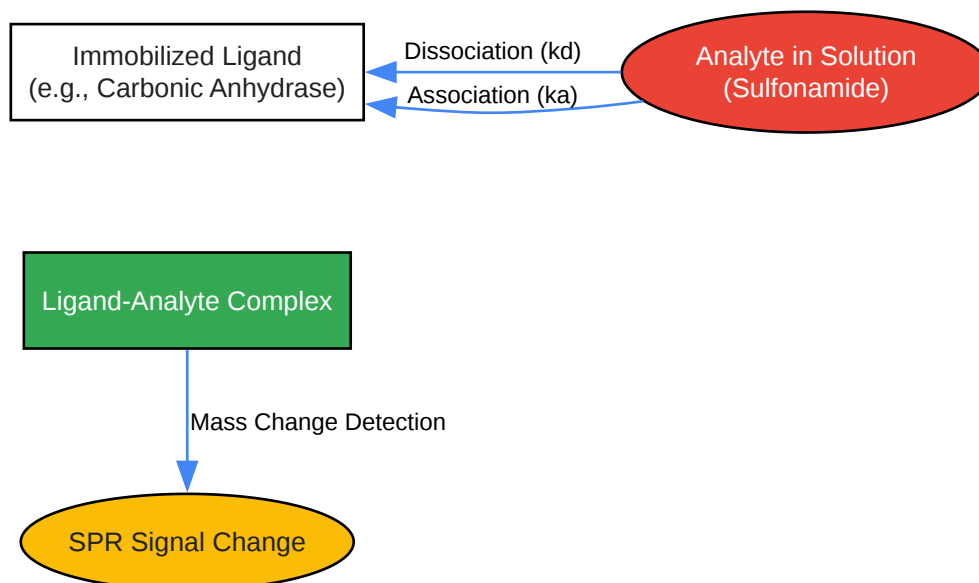 Immobilized Ligand
(e.g., Carbonic Anhydrase)
Dissociation (kd)
Association (ka)
Analyte in Solution
(Sulfonamide)
Ligand-Analyte Complex
Mass Change Detection
SPR Signal Change